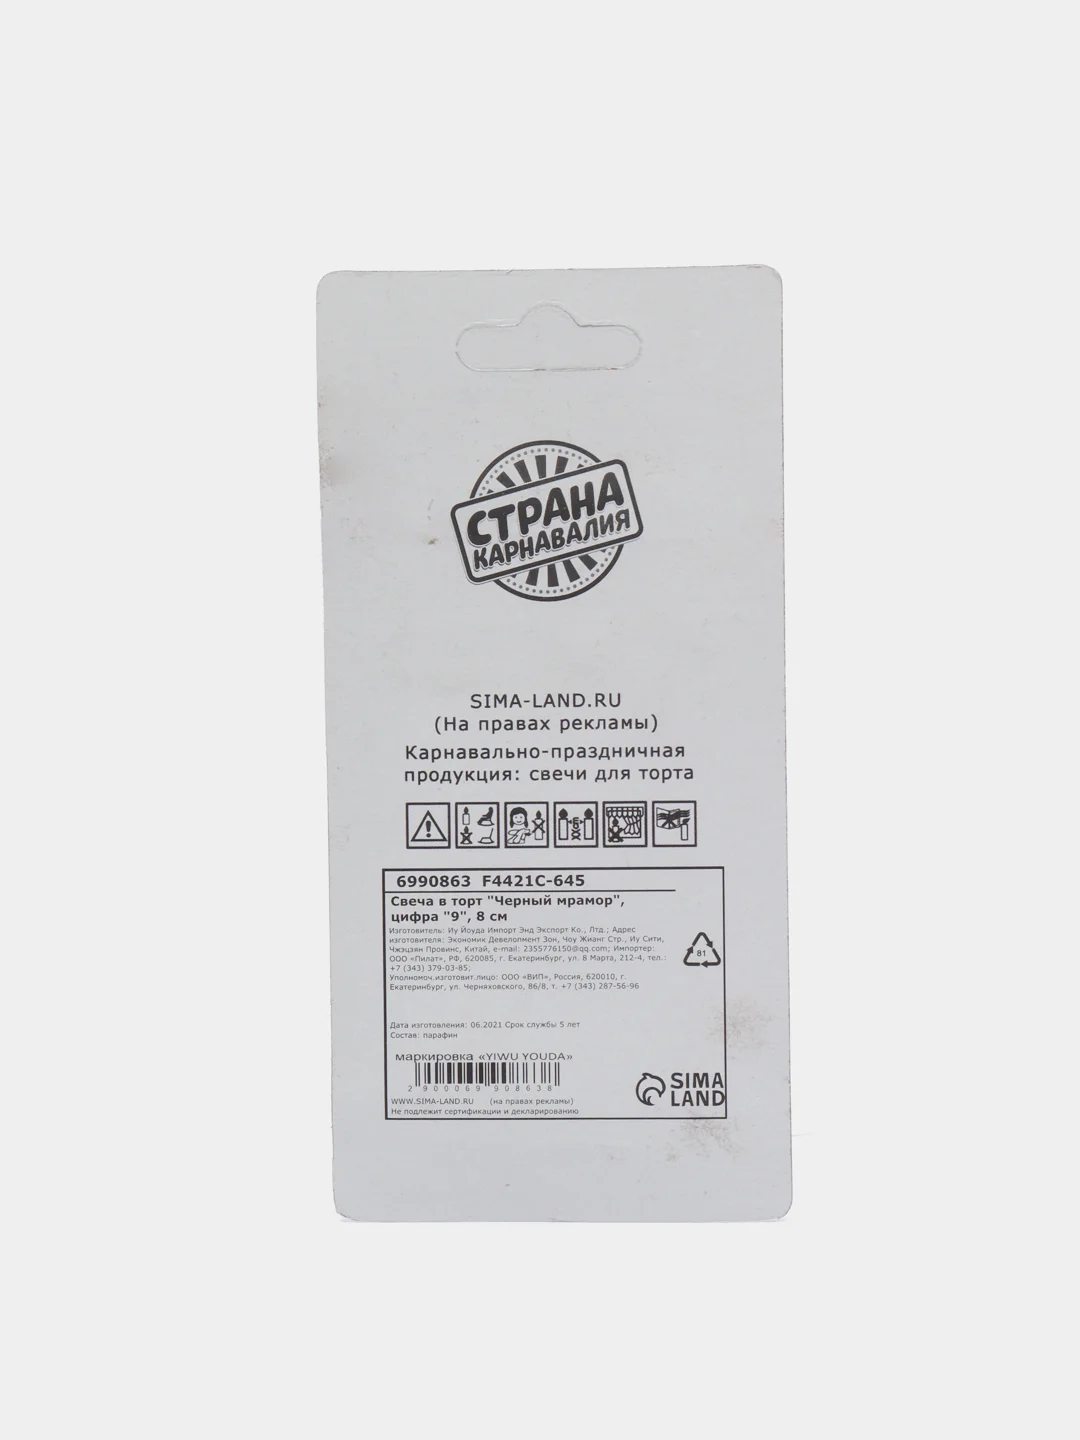 СТРАНА
КАРНАВАЛИЯ
SIMA-LAND.RU
(На правах рекламы)
Карнавально-праздничная
продукция: свечи для торта
6990863 F4421C-645
Свеча в торт "Черный мрамор",
цифра "9", 8 см
Изготовитель: Иу Йоуда Импорт Энд Экспорт Ко., Лтд.; Адрес
изготовителя: Экономик Девелопмент Зон, Чоу Жианг Стр., Иу Сити,
Чжэцзян Провинс, Китай, e-mail: 2355776150@qq.com; Импортер:
ООО «Пилат», РФ, 620085, г. Екатеринбург, ул. 8 Марта, 212-4, тел.:
+7 (343) 379-03-85;
Уполномоч.изготовит.лицо: ООО «ВИП», Россия, 620010, г.
Екатеринбург, ул. Черняховского, 86/8, т. +7 (343) 287-56-96
81
Дата изготовления: 06.2021 Срок службы 5 лет
Состав: парафин
маркировка «YIWU YOUDA»
2 900069 908638
SIMA
LAND
WWW.SIMA-LAND.RU (на правах рекламы)
Не подлежит сертификации и декларированию